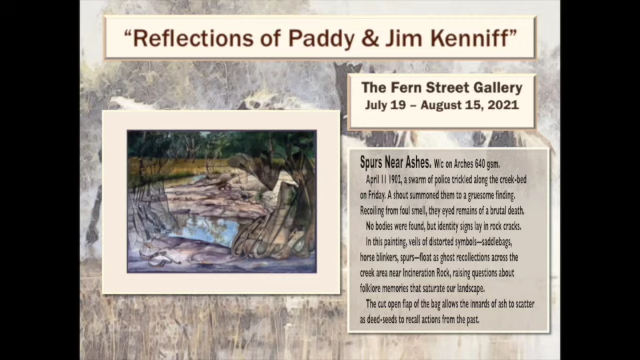 “Reflections of Paddy & Jim Kenniff”
The Fern Street Gallery
July 19 – August 15, 2021
Spurs Near Ashes. W/c on Arches 640 gsm.
April 11 1902, a swarm of police trickled along the creek-bed
on Friday. A shout summoned them to a gruesome finding.
Recoiling from foul smell, they eyed remains of a brutal death.
No bodies were found, but identity signs lay in rock cracks.
In this painting, veils of distorted symbols—saddlebags,
horse blinkers, spurs—float as ghost recollections across the
creek area near Incineration Rock, raising questions about
folklore memories that saturate our landscape.
The cut open flap of the bag allows the innards of ash to scatter
as deed-seeds to recall actions from the past.